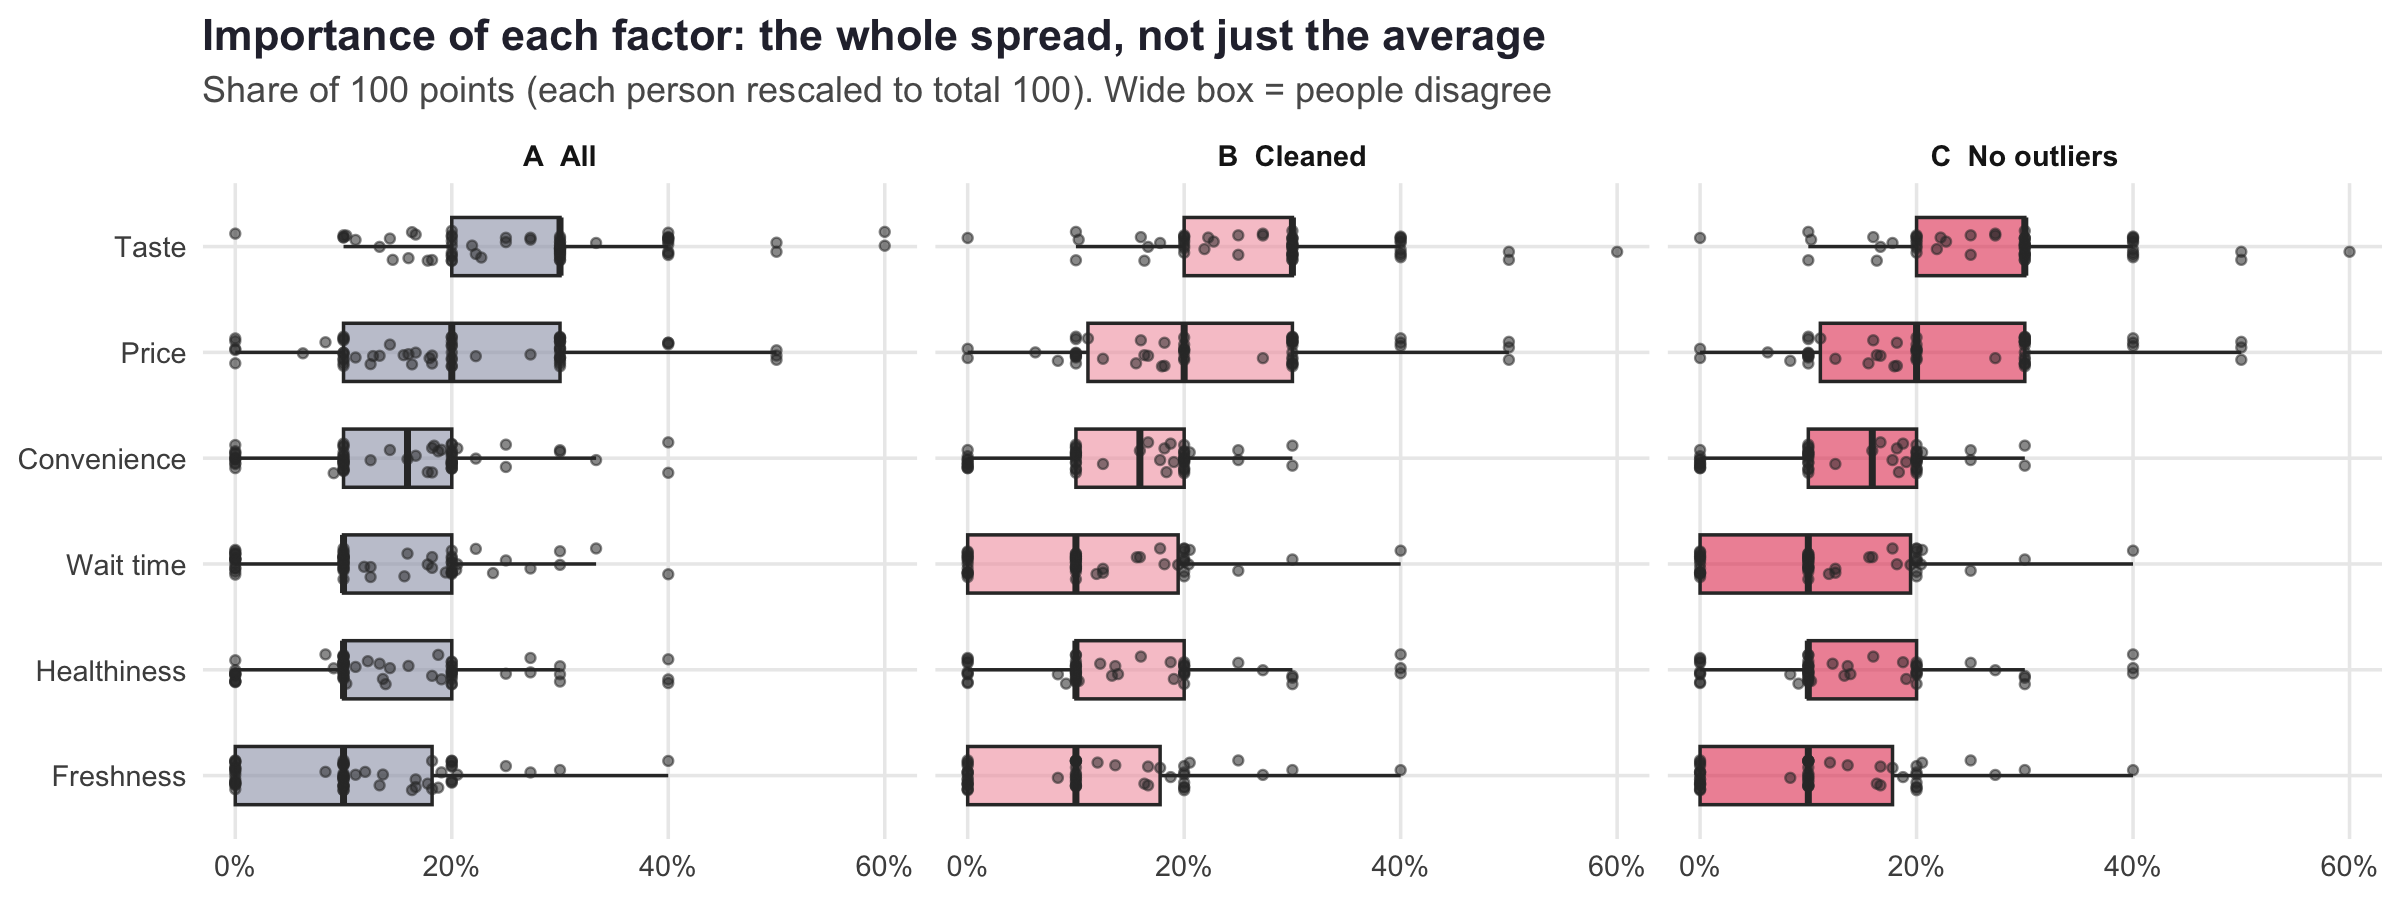 Importance of each factor: the whole spread, not just the average
Share of 100 points (each person rescaled to total 100). Wide box = people disagree
A  All
B  Cleaned
C  No outliers
Taste
Price
Convenience
Wait time
Healthiness
Freshness
0% 20% 40% 60% 0% 20% 40% 60% 0% 20% 40% 60%